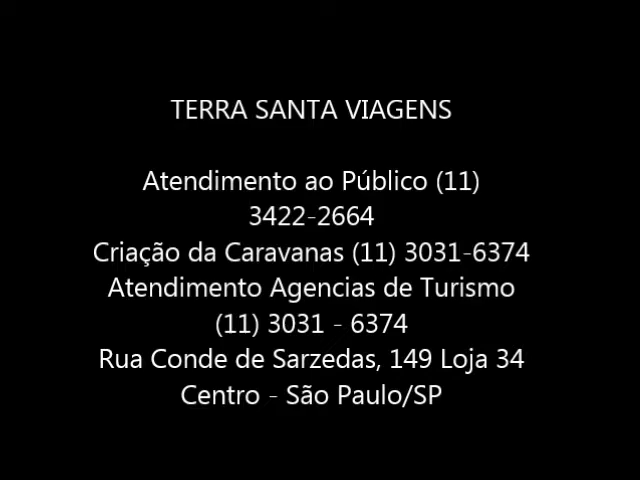 TERRA SANTA VIAGENS
Atendimento ao Público (11)
3422-2664
Criação da Caravanas (11) 3031-6374
Atendimento Agencias de Turismo
(11) 3031 - 6374
Rua Conde de Sarzedas, 149 Loja 34
Centro - São Paulo/SP